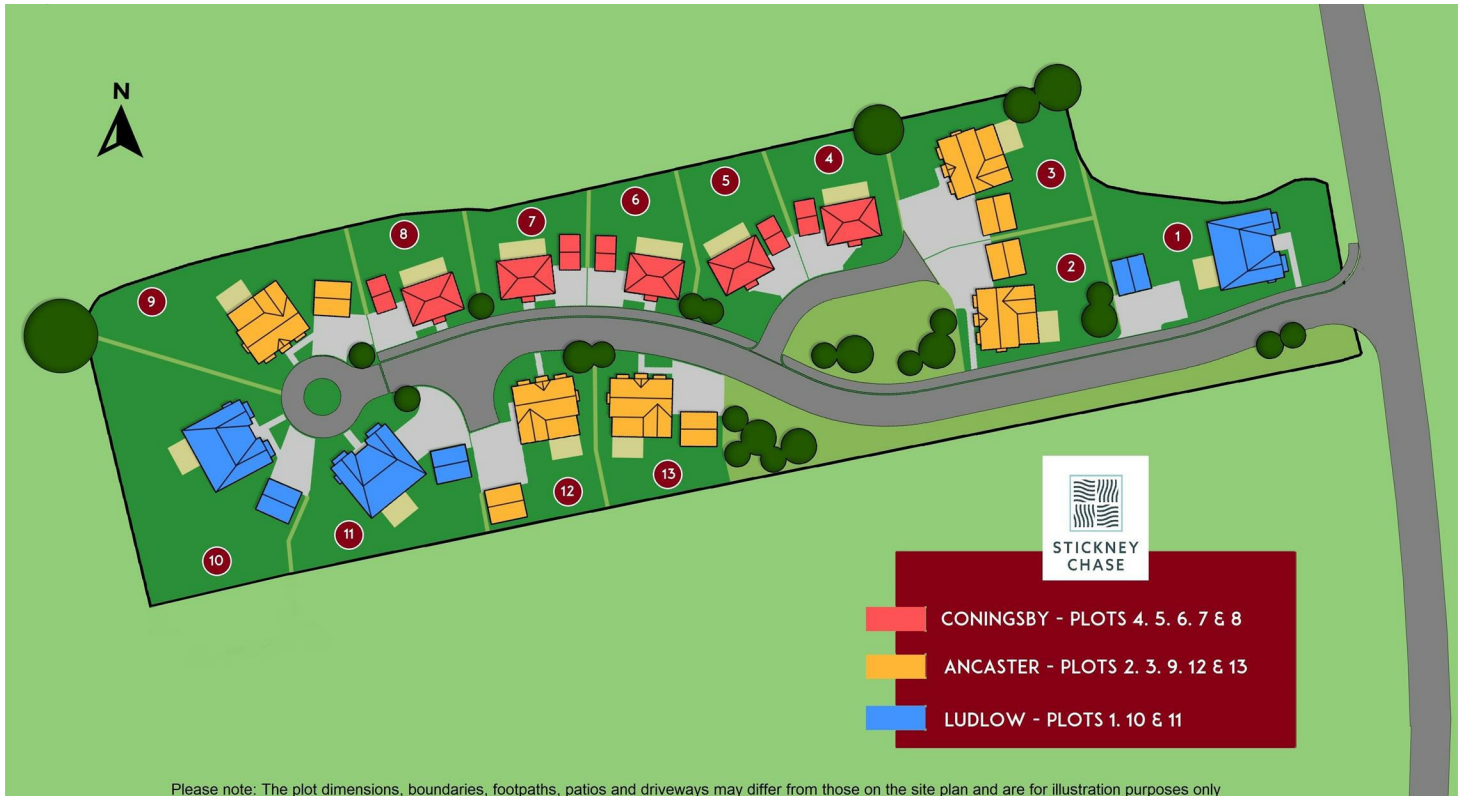 N
4
3
5
6
7
8
1
2
9
13
12
11
10
STICKNEY
CHASE
CONINGSBY - PLOTS 4. 5. 6. 7 & 8
ANCASTER - PLOTS 2. 3. 9. 12 & 13
LUDLOW - PLOTS 1. 10 & 11
Please note: The plot dimensions, boundaries, footpaths, patios and driveways may differ from those on the site plan and are for illustration purposes only